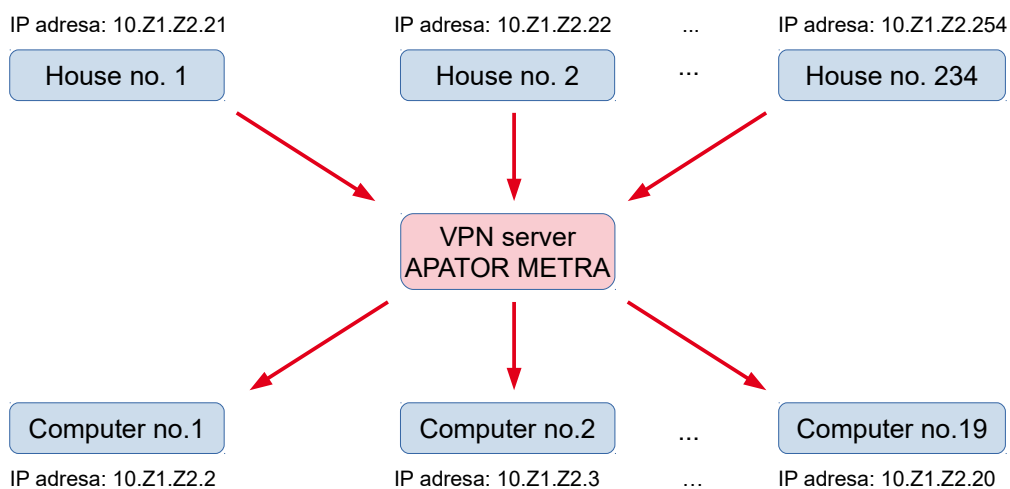 IP adresa: 10.Z1.Z2.21 IP adresa: 10.Z1.Z2.22 ... IP adresa: 10.Z1.Z2.254
House no. 1 House no. 2 ... House no. 234
VPN server
APATOR METRA
Computer no.1 Computer no.2 ... Computer no.19
IP adresa: 10.Z1.Z2.2 IP adresa: 10.Z1.Z2.3 ... IP adresa: 10.Z1.Z2.20